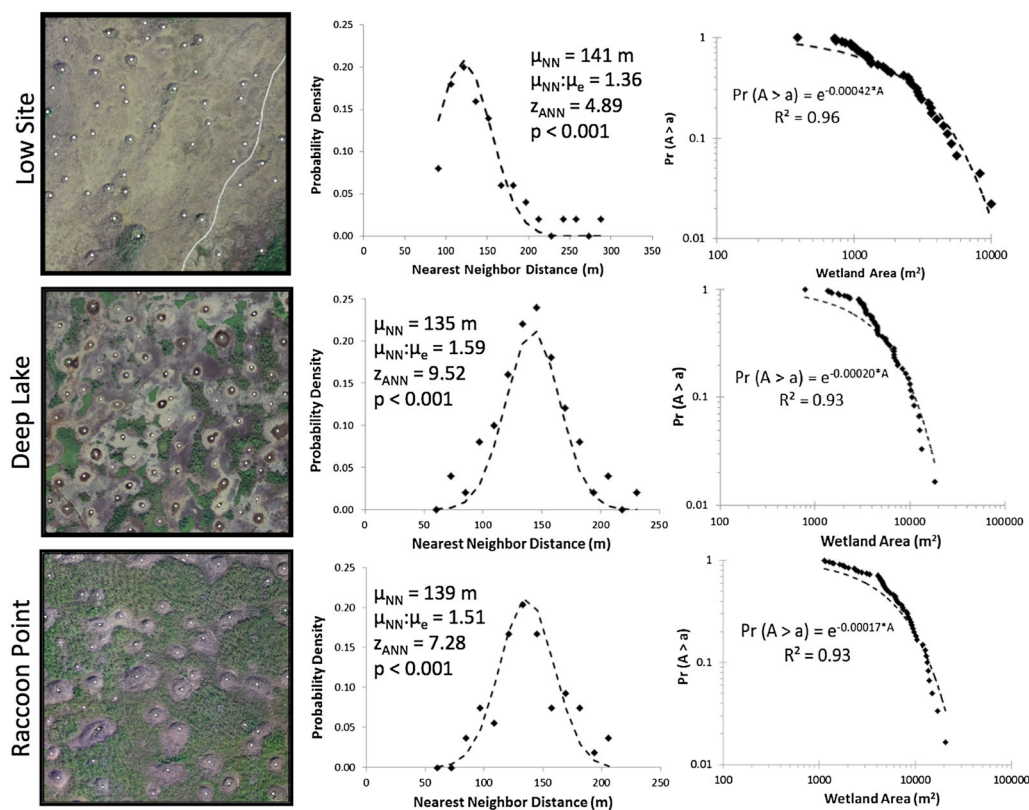 Low Site
Probability Density
0.25
0.20
0.15
0.10
0.05
0.00
0 50 100 150 200 250 300 350
Nearest Neighbor Distance (m)
μNN = 141 m
μNN:μe = 1.36
zANN = 4.89
p < 0.001
Pr (A > a)
1
0.1
0.01
100 1000 10000
Wetland Area (m²)
Pr (A > a) = e^-0.00042*A
R² = 0.96
Deep Lake
Probability Density
0.25
0.20
0.15
0.10
0.05
0.00
0 50 100 150 200 250
Nearest Neighbor Distance (m)
μNN = 135 m
μNN:μe = 1.59
zANN = 9.52
p < 0.001
Pr (A > a)
1
0.1
0.01
100 1000 10000 100000
Wetland Area (m²)
Pr (A > a) = e^-0.00020*A
R² = 0.93
Raccoon Point
Probability Density
0.25
0.20
0.15
0.10
0.05
0.00
0 50 100 150 200 250
Nearest Neighbor Distance (m)
μNN = 139 m
μNN:μe = 1.51
zANN = 7.28
p < 0.001
Pr (A > a)
1
0.1
0.01
100 1000 10000 100000
Wetland Area (m²)
Pr (A > a) = e^-0.00017*A
R² = 0.93